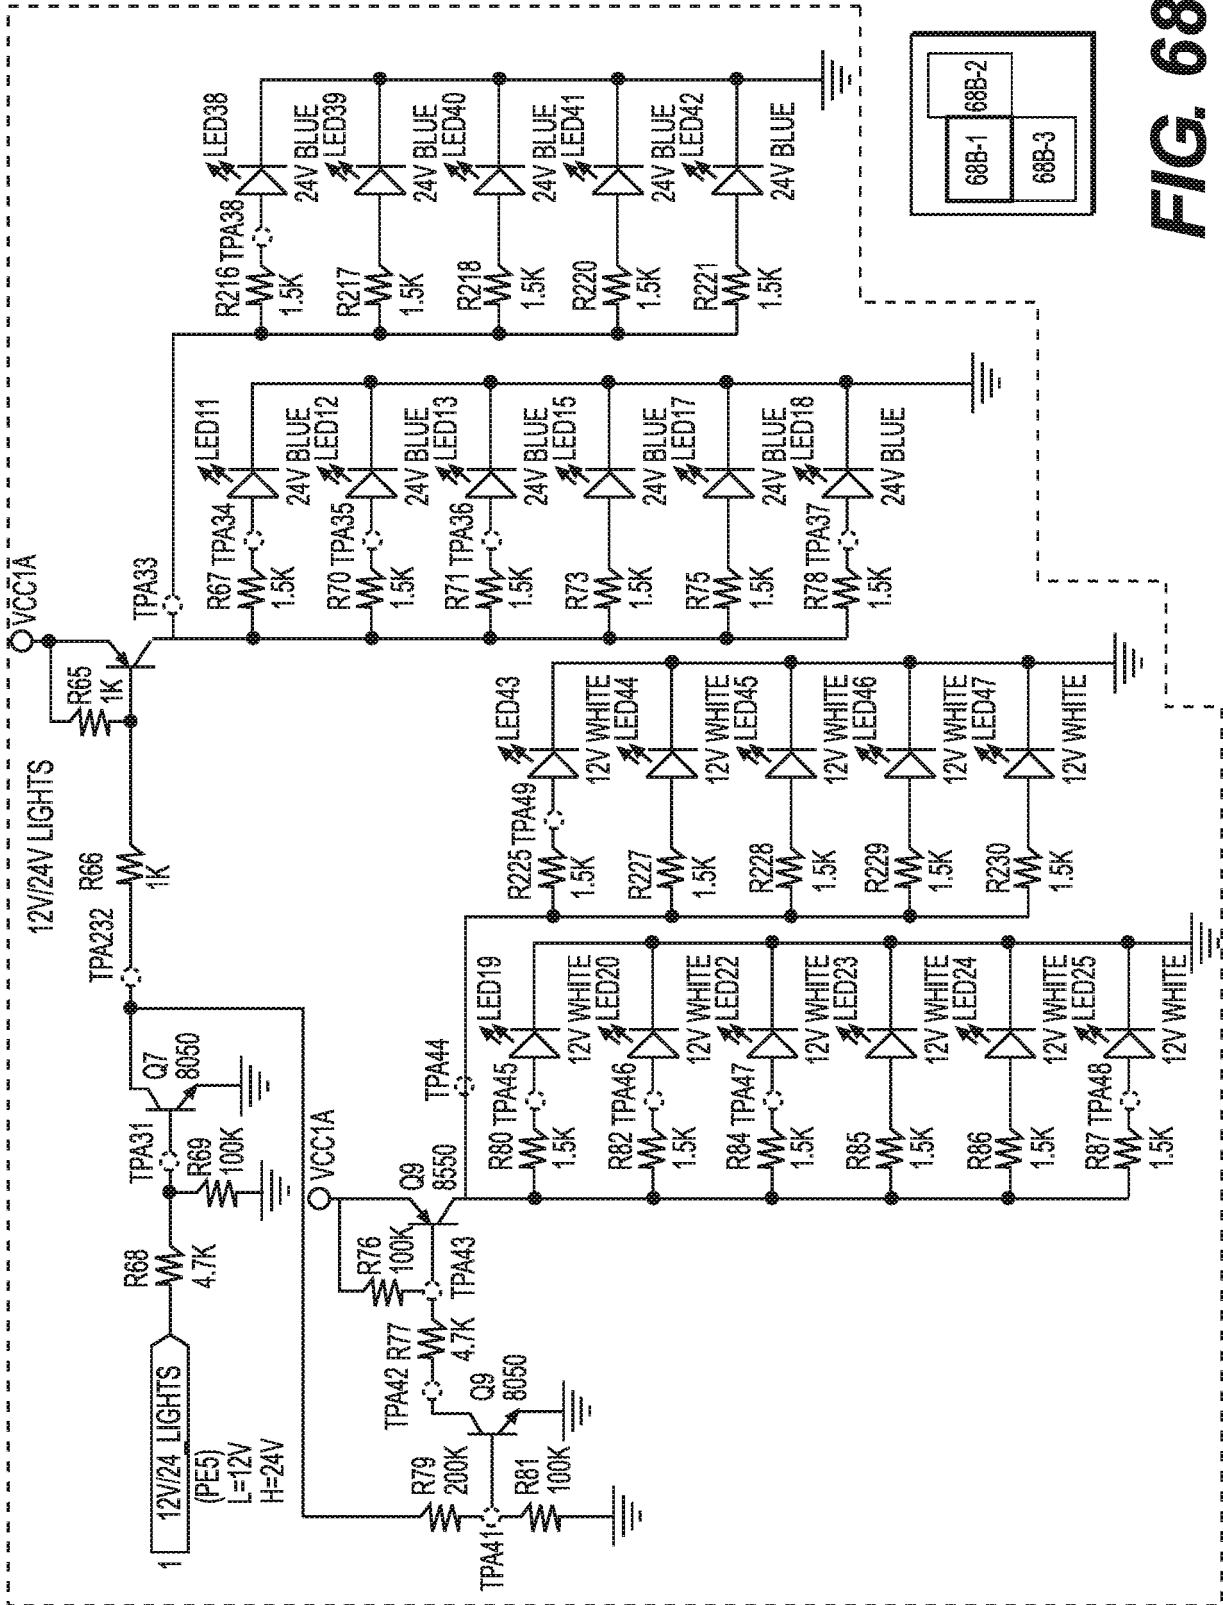 12V/24V LIGHTS
VCC1A
R65
1K
TPA33
R66
1K
TPA232
Q7
8050
TPA31
R69
100K
R68
4.7K
1 12V/24 LIGHTS
(PE5)
L=12V
H=24V
R67 TPA34
1.5K
LED11
24V BLUE
R70 TPA35
1.5K
LED12
24V BLUE
R71 TPA36
1.5K
LED13
24V BLUE
R73
1.5K
LED15
24V BLUE
R75
1.5K
LED17
24V BLUE
R78 TPA37
1.5K
LED18
24V BLUE
R216 TPA38
1.5K
LED38
24V BLUE
R217
1.5K
LED39
24V BLUE
R218
1.5K
LED40
24V BLUE
R220
1.5K
LED41
24V BLUE
R221
1.5K
LED42
24V BLUE
VCC1A
Q9
8550
R76
100K
TPA43
R77
4.7K
TPA42
Q9
8050
R79
200K
R81
100K
TPA41
TPA44
R80 TPA45
1.5K
LED19
12V WHITE
R82 TPA46
1.5K
LED20
12V WHITE
R84 TPA47
1.5K
LED22
12V WHITE
R85
1.5K
LED23
12V WHITE
R86
1.5K
LED24
12V WHITE
R87 TPA48
1.5K
LED25
12V WHITE
R225 TPA49
1.5K
LED43
12V WHITE
R227
1.5K
LED44
12V WHITE
R228
1.5K
LED45
12V WHITE
R229
1.5K
LED46
12V WHITE
R230
1.5K
LED47
12V WHITE
68B-1 68B-2
68B-3
FIG. 68